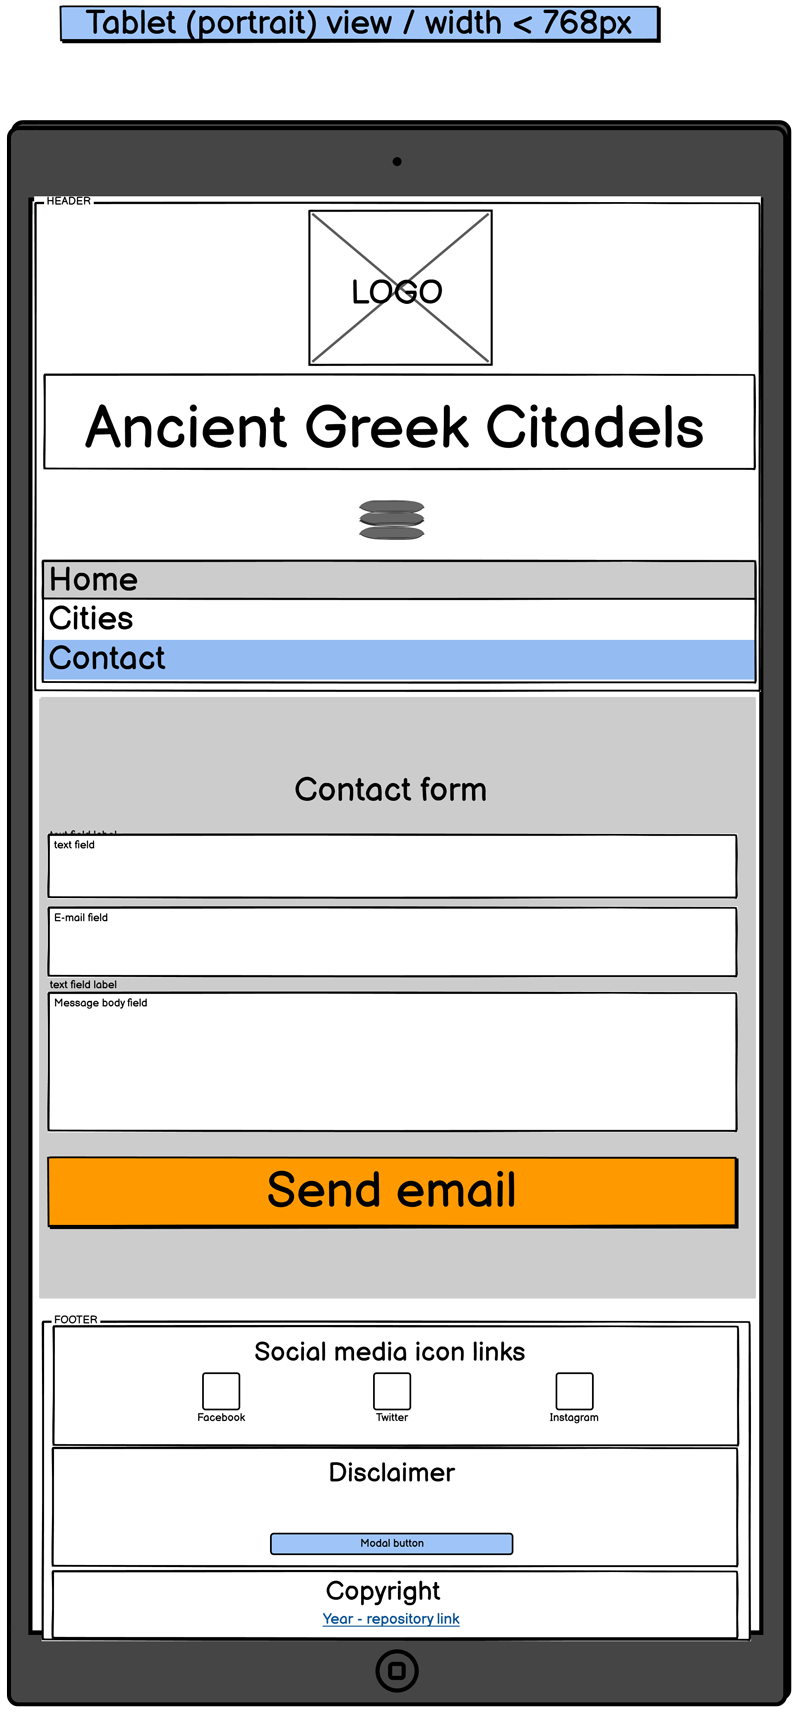 Tablet (portrait) view / width < 768px
HEADER
LOGO
Ancient Greek Citadels
Home
Cities
Contact
Contact form
text field
E-mail field
text field label
Message body field
Send email
FOOTER
Social media icon links
Facebook Twitter Instagram
Disclaimer
Modal button
Copyright
Year - repository link